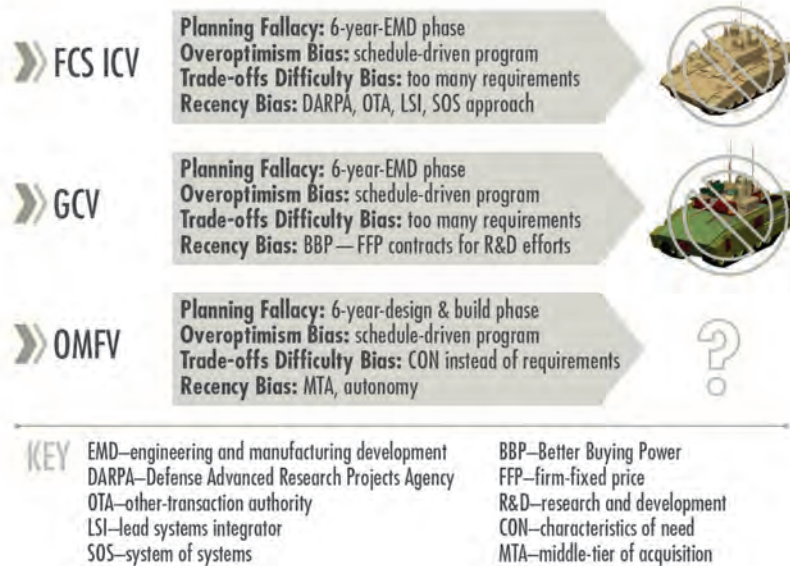 FCS ICV
Planning Fallacy: 6-year-EMD phase
Overoptimism Bias: schedule-driven program
Trade-offs Difficulty Bias: too many requirements
Recency Bias: DARPA, OTA, LSI, SOS approach
GCV
Planning Fallacy: 6-year-EMD phase
Overoptimism Bias: schedule-driven program
Trade-offs Difficulty Bias: too many requirements
Recency Bias: BBP — FFP contracts for R&D efforts
OMFV
Planning Fallacy: 6-year-design & build phase
Overoptimism Bias: schedule-driven program
Trade-offs Difficulty Bias: CON instead of requirements
Recency Bias: MTA, autonomy
?
KEY
EMD–engineering and manufacturing development
DARPA–Defense Advanced Research Projects Agency
OTA–other-transaction authority
LSI–lead systems integrator
SOS–system of systems
BBP–Better Buying Power
FFP–firm-fixed price
R&D–research and development
CON–characteristics of need
MTA–middle-tier of acquisition